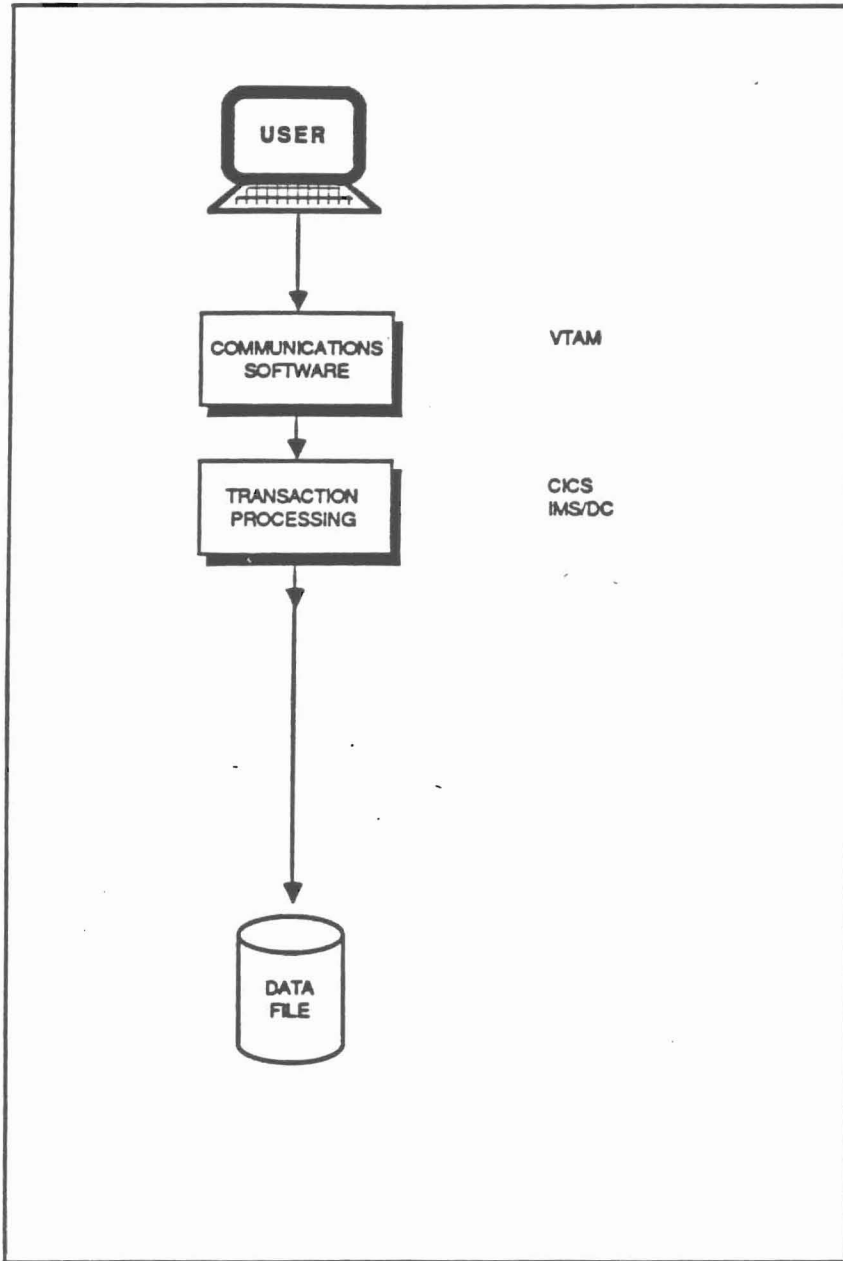 USER
COMMUNICATIONS
SOFTWARE
VTAM
TRANSACTION
PROCESSING
CICS
IMS/DC
DATA
FILE